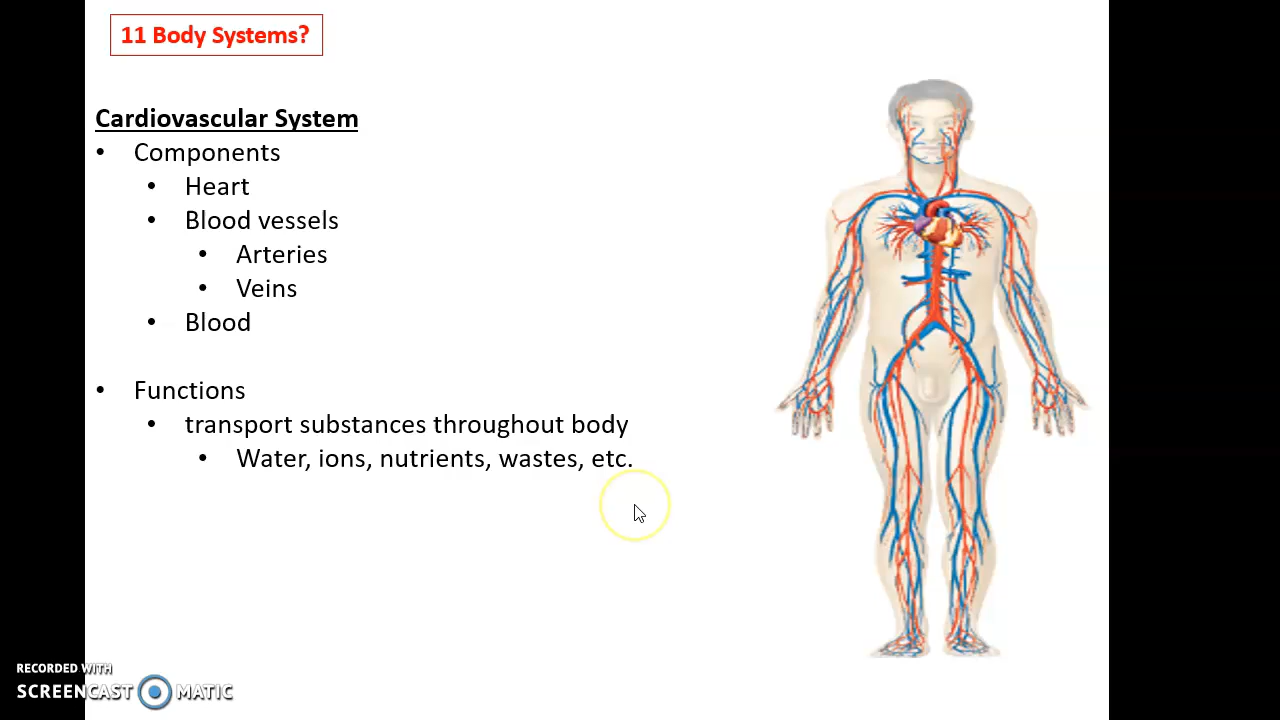 11 Body Systems?
Cardiovascular System
• Components
• Heart
• Blood vessels
• Arteries
• Veins
• Blood
• Functions
• transport substances throughout body
• Water, ions, nutrients, wastes, etc.
RECORDED WITH
SCREENCAST MATIC